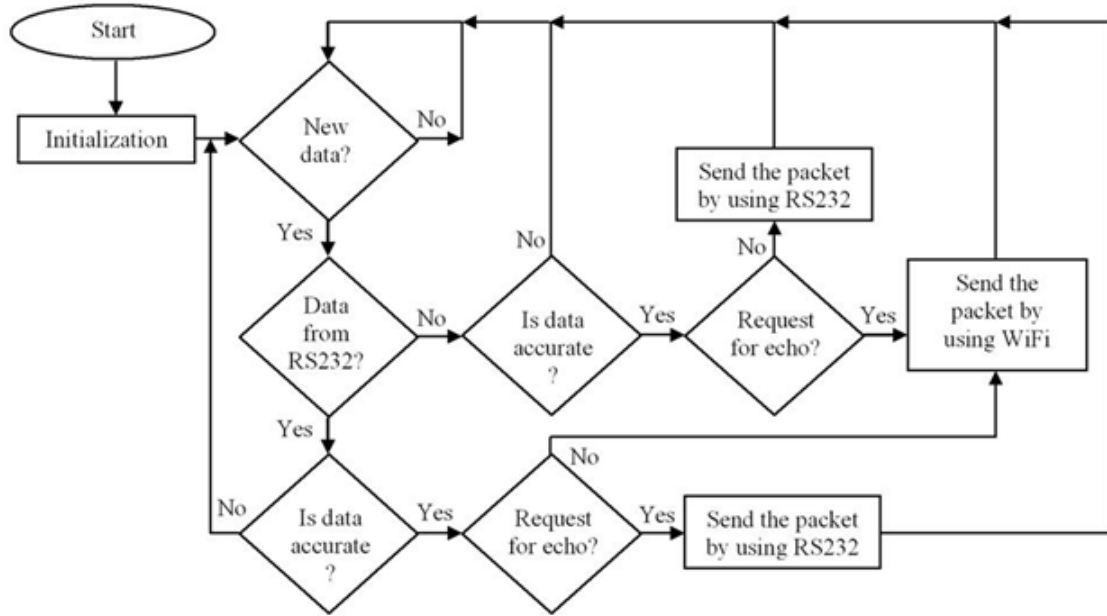 Start
Initialization
New
data?
No
Yes
Data
from
RS232?
No
Is data
accurate
?
No
Yes
Request
for echo?
No
Send the packet
by using RS232
Yes
Send the
packet by
using WiFi
Yes
Is data
accurate
?
No
Yes
Request
for echo?
No
Yes
Send the packet
by using RS232